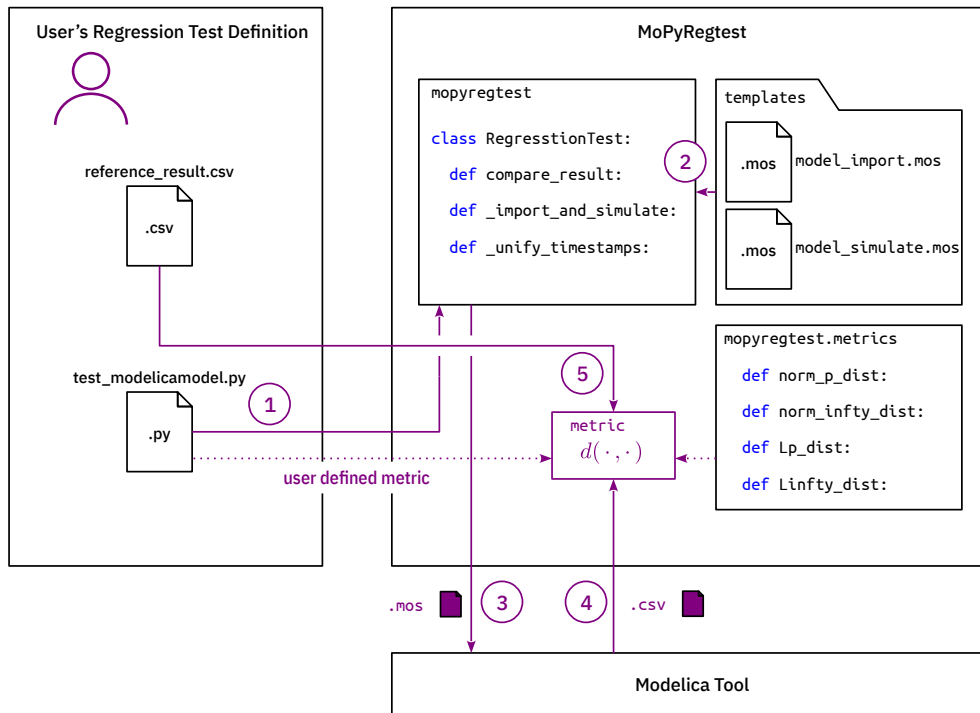 User's Regression Test Definition
reference_result.csv
.csv
test_modelicamodel.py
.py
1
user defined metric
MoPyRegtest
mopyregtest
class RegresstionTest:
def compare_result:
def _import_and_simulate:
def _unify_timestamps:
2
templates
.mos
model_import.mos
.mos
model_simulate.mos
mopyregtest.metrics
def norm_p_dist:
def norm_infty_dist:
def Lp_dist:
def Linfty_dist:
5
metric
d(·,·)
.mos
3
4
.csv
Modelica Tool